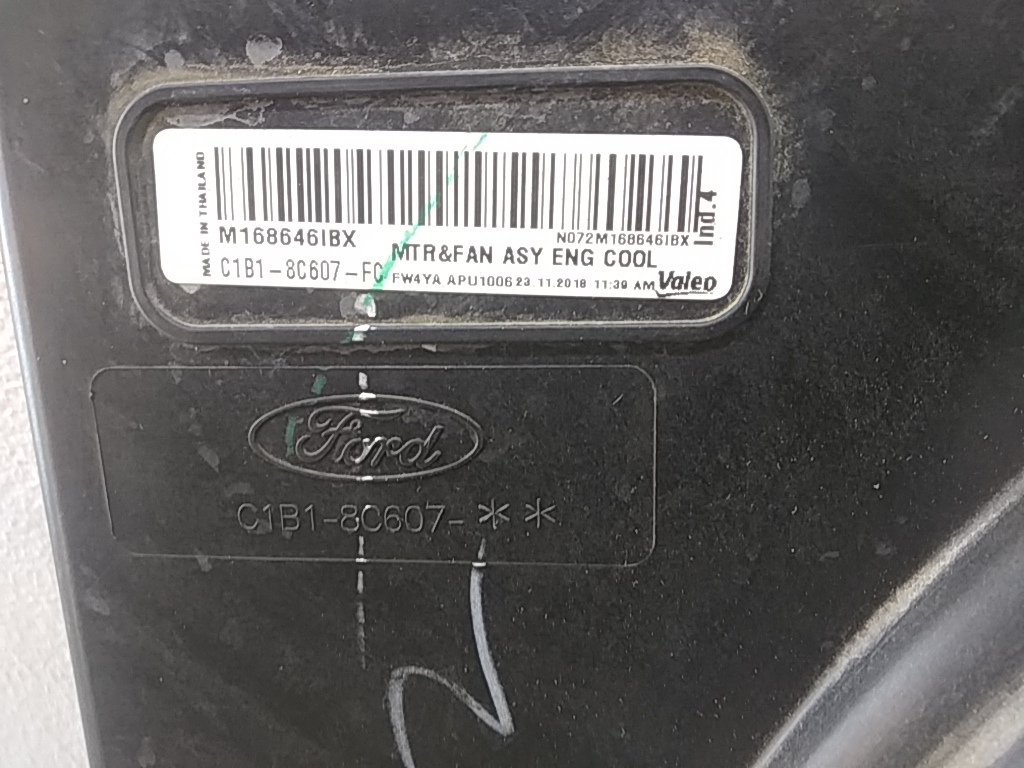 MADE IN THAILAND
Ind.4
M168646IBX
N072M168646IBX
MTR&FAN ASY ENG COOL
C1B1-8C607-FC
FW4YA APU1006 23.11.2018 11:39 AM
Valeo
Ford
C1B1-8C607-**